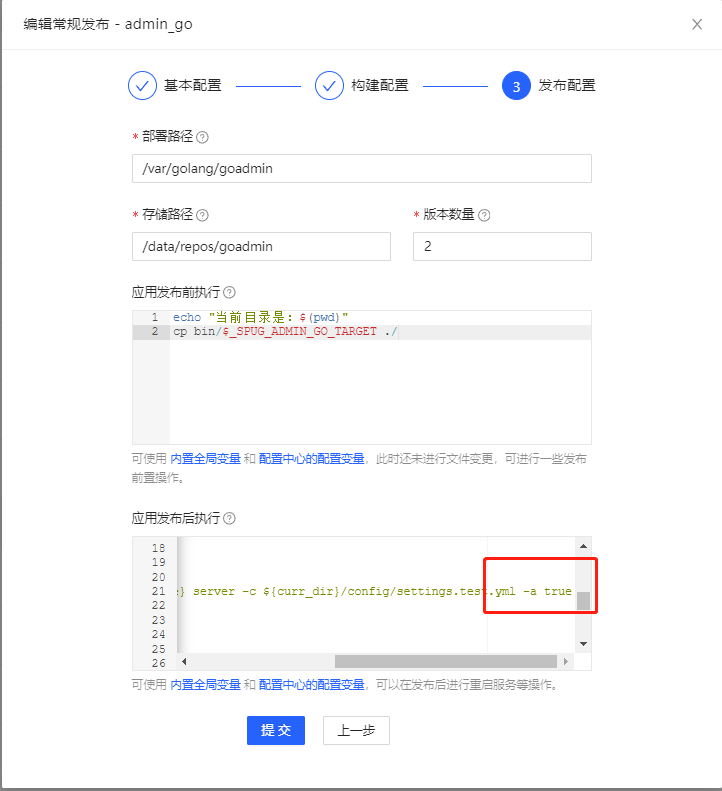 编辑常规发布 - admin_go
基本配置
构建配置
3 发布配置
* 部署路径
/var/golang/goadmin
* 存储路径
* 版本数量
/data/repos/goadmin
2
应用发布前执行
1 echo "当前目录是: $(pwd)"
2 cp bin/$_SPUG_ADMIN_GO_TARGET ./
可使用 内置全局变量 和 配置中心的配置变量，此时还未进行文件变更，可进行一些发布
前置操作。
应用发布后执行
18
19
20
21 } server -c ${curr_dir}/config/settings.test.yml -a true
22
23
24
25
26
可使用 内置全局变量 和 配置中心的配置变量，可以在发布后进行重启服务等操作。
提 交
上一步